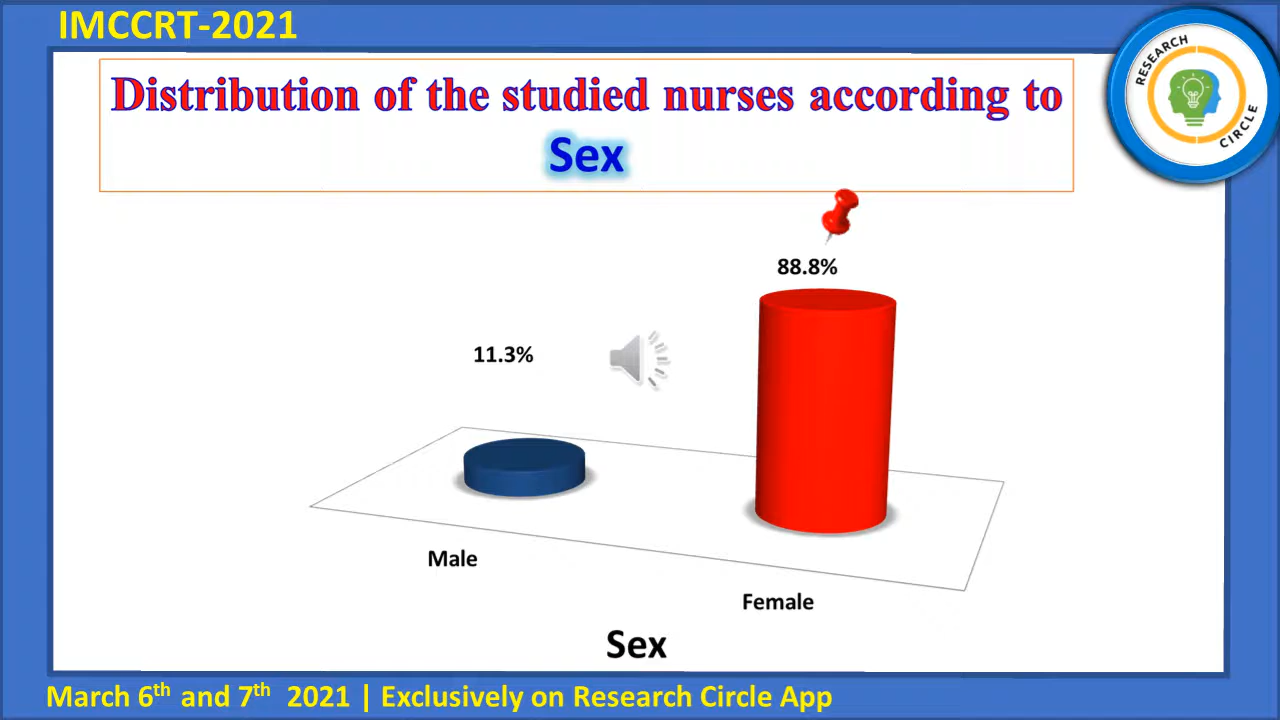 IMCCRT-2021
RESEARCH
CIRCLE
Distribution of the studied nurses according to
Sex
88.8%
11.3%
Male
Female
Sex
March 6th and 7th 2021 | Exclusively on Research Circle App